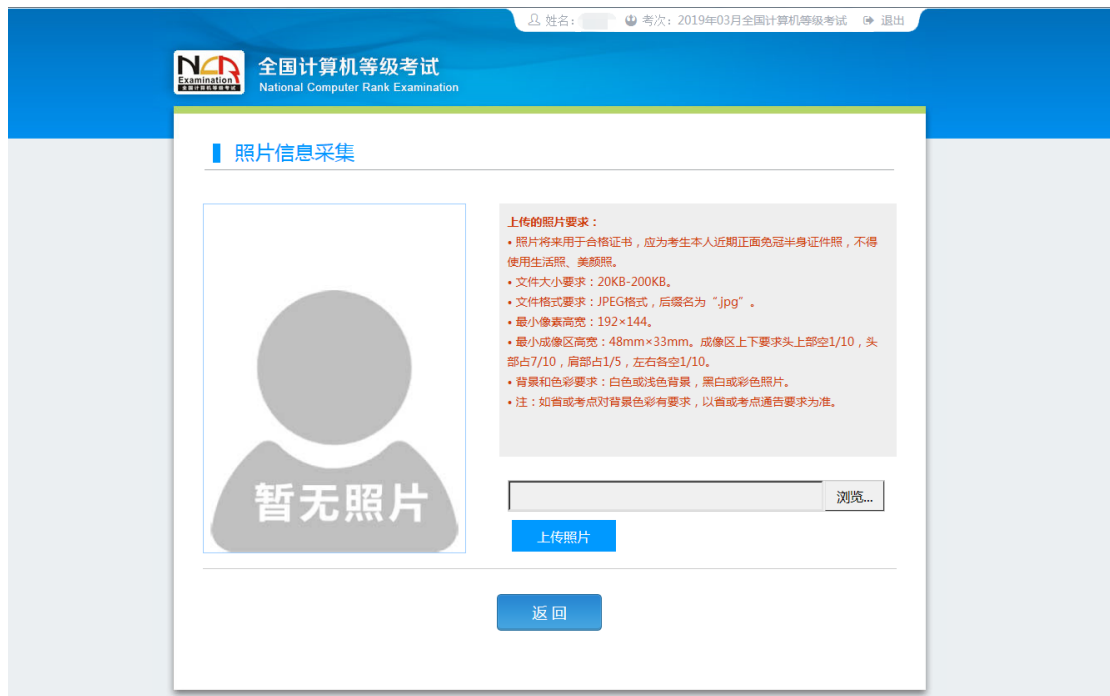 姓名： 考次：2019年03月全国计算机等级考试 退出
NCR
Examination
全国计算机等级考试
全国计算机等级考试
National Computer Rank Examination
照片信息采集
暂无照片
上传的照片要求：
• 照片将来用于合格证书，应为考生本人近期正面免冠半身证件照，不得
使用生活照、美颜照。
• 文件大小要求：20KB-200KB。
• 文件格式要求：JPEG格式，后缀名为“.jpg”。
• 最小像素高宽：192×144。
• 最小成像区高宽：48mm×33mm。成像区上下要求头上部空1/10，头
部占7/10，肩部占1/5，左右各空1/10。
• 背景和色彩要求：白色或浅色背景，黑白或彩色照片。
• 注：如省或考点对背景色彩有要求，以省或考点通告要求为准。
浏览...
上传照片
返回